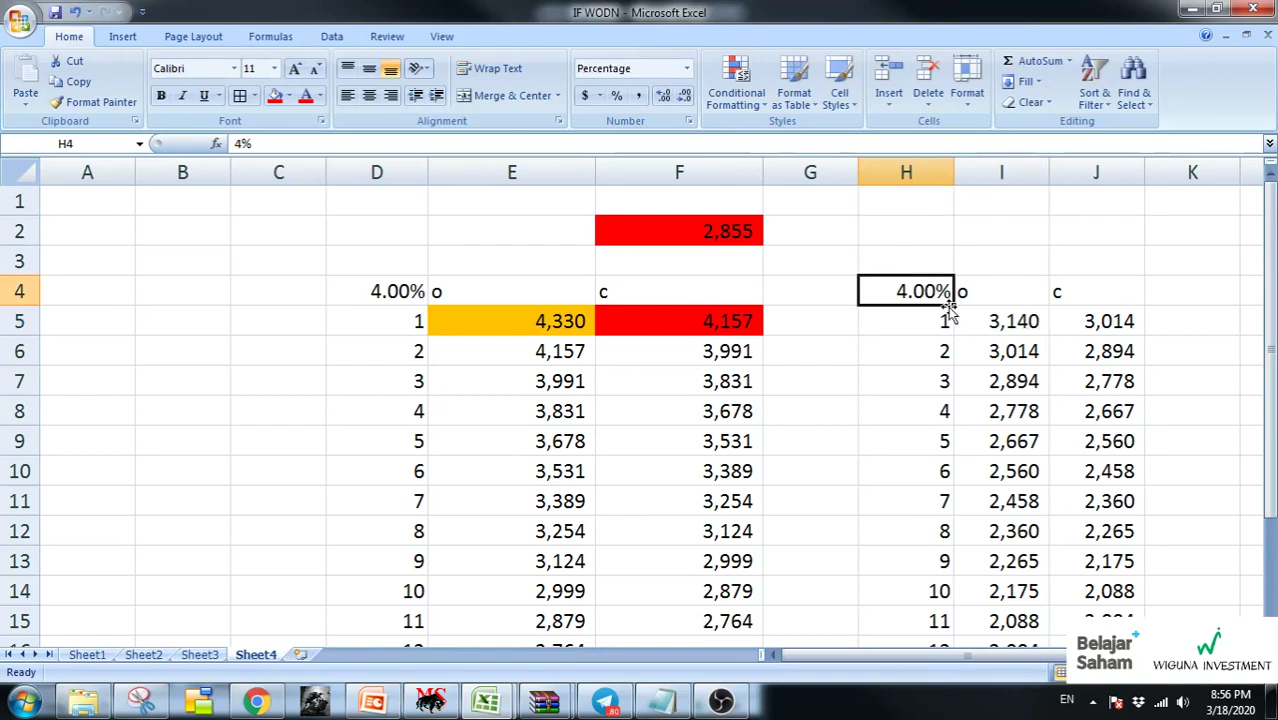 IF WODN - Microsoft Excel
Home Insert Page Layout Formulas Data Review View
Paste
Cut
Copy
Format Painter
Clipboard
Calibri 11
B I U
Font
Wrap Text
Merge & Center
Alignment
Percentage
$ % ,
Number
Conditional Formatting
Format as Table
Cell Styles
Styles
Insert Delete Format
Cells
AutoSum
Fill
Clear
Sort & Filter
Find & Select
Editing
H4 fx 4%
A B C D E F G H I J K
1
2 2,855
3
4 4.00% o c 4.00% o c
5 1 4,330 4,157 1 3,140 3,014
6 2 4,157 3,991 2 3,014 2,894
7 3 3,991 3,831 3 2,894 2,778
8 4 3,831 3,678 4 2,778 2,667
9 5 3,678 3,531 5 2,667 2,560
10 6 3,531 3,389 6 2,560 2,458
11 7 3,389 3,254 7 2,458 2,360
12 8 3,254 3,124 8 2,360 2,265
13 9 3,124 2,999 9 2,265 2,175
14 10 2,999 2,879 10 2,175 2,088
15 11 2,879 2,764 11 2,088
Sheet1 Sheet2 Sheet3 Sheet4
Ready
Belajar+
Saham
WIGUNA INVESTMENT
EN
8:56 PM
3/18/2020